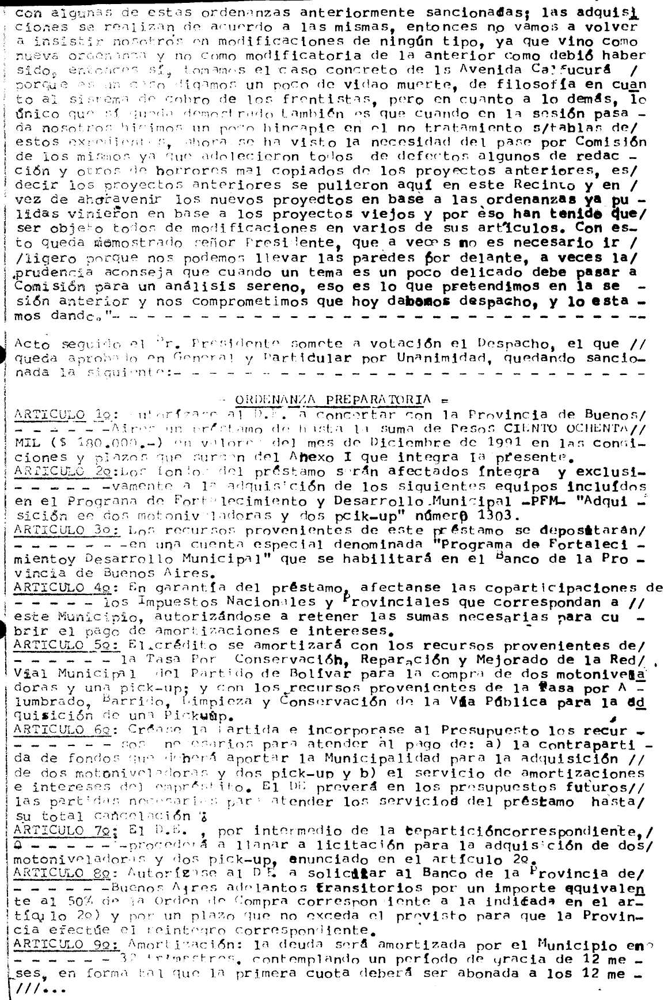 con algunas de estas ordenanzas anteriormente sancionadas; las adquisi
ciones se realizan de acuerdo a las mismas, entonces no vamos a volver
a insistir nosotros en modificaciones de ningún tipo, ya que vino como
nueva ordenanza y no como modificatoria de la anterior como debió haber
sido, entonces sí, tomamos el caso concreto de ls Avenida Calfucurá /
porque es un caso digamos un poco de vidao muerte, de filosofía en cuan
to al sistema de cobro de los frentistas, pero en cuanto a lo demás, lo
único que sí queda demostrado también es que cuando en la sesión pasa -
da nosotros hicimos un poco hincapie en el no tratamiento s/tablas de/
estos expedientes, ahora se ha visto la necesidad del pase por Comisión
de los mismos ya que adolecieron todos de defectos algunos de redac -
ción y otros de horrores mal copiados de los proyectos anteriores, es/
decir los proyectos anteriores se pulieron aquí en este Recinto y en /
vez de ahoravenir los nuevos proyedtos en base a las ordenanzas ya pu -
lidas vinieron en base a los proyectos viejos y por eso han tenido que/
ser objeto todos de modificaciones en varios de sus artículos. Con es-
to queda demostrado señor Presidente, que a veces no es necesario ir /
/ligero porque nos podemos llevar las paredes por delante, a veces la/
prudencia aconseja que cuando un tema es un poco delicado debe pasar a
Comisión para un análisis sereno, eso es lo que pretendimos en la se -
sión anterior y nos comprometimos que hoy dabamos despacho, y lo esta -
mos dando."- - - - - - - - - - - - - - - - - - - - - - - - - - - - - - - --
Acto seguido el Sr. Presidente somete a votación el Despacho, el que //
queda aprobado en General y Partidular por Unanimidad, quedando sancio-
nada la siguiente:- - - - - - - - - - - - - - - - - - - - - - - - - - -
- ORDENANZA PREPARATORIA =
ARTICULO 1º: Autorízase al D.E. a concertar con la Provincia de Buenos/
- - - - - -Aires un préstamo de hasta la suma de Pesos CIENTO OCHENTA//
MIL ($ 180.000.-) en valores del mes de Diciembre de 1991 en las condi-
ciones y plazos que surgen del Anexo I que integra la presente.
ARTICULO 2º:Los fondos del préstamo serán afectados íntegra y exclusi-
- - - - - -vamente a la adquisición de los siguientes equipos incluídos
en el Prograna de Fortalecimiento y Desarrollo Municipal -PFM- "Adqui -
sición ee dos motoniveladoras y dos pcik-up" número 1303.
ARTICULO 3º: Los recursos provenientes de este préstamo se depositarán/
- - - - - - -en una cuenta especial denominada "Programa de Fortaleci -
mientoy Desarrollo Municipal" que se habilitará en el Banco de la Pro -
vincia de Buenos Aires.
ARTICULO 4º: En garantía del préstamo, afectanse las coparticipaciones de
- - - - - los Impuestos Nacionales y Provinciales que correspondan a //
este Municipio, autorizándose a retener las sumas necesarias para cu -
brir el pago de amortizaciones e intereses.
ARTICULO 5º: El crédito se amortizará con los recursos provenientes de/
- - - - - - la Tasa Por Conservación, Reparación y Mejorado de la Red/
Vial Municipal del Partido de Bolívar para la compra de dos motonivela
doras y una pick-up; y con los recursos provenientes de la Tasa por A -
lumbrado, Barrido, Limpieza y Conservación de la Vía Pública para la ad
quisición de una Pickuúp.
ARTICULO 6º: Créase la Partida e incorporase al Presupuesto los recur -
- - - - - - sos necesarios para atender al pago de: a) la contraparti -
da de fondos que deberá aportar la Municipalidad para la adquisición //
de dos motoniveladoras y dos pick-up y b) el servicio de amortizaciones
e intereses del empréstito. El DE preverá en los presupuestos futuros//
las partidas necesarias para atender los serviciod del préstamo hasta/
su total cancelación ;
ARTICULO 7º: El D.E. , por intermedio de la teparticióncorrespondiente,/
- - - - - - -procederá a llanar a licitación para la adquisición de dos/
motoniveladoras y dos pick-up, enunciado en el artículo 2º.
ARTICULO 8º: Autorízase al D E a solicitar al Banco de la Provincia de/
- - - - - -Buenos Aires adelantos transitorios por un importe equivalen
te al 50% de la Orden de Compra correspondiente a la indicada en el ar-
tículo 2º) y por un plazo que no exceda el previsto para que la Provin-
cia efectúe el reintegro correspondiente.
ARTICULO 9º: Amortización: la deuda será amortizada por el Municipio en
- - - - - - 32 trimestres, contemplando un período de gracia de 12 me -
ses, en forma tal que la primera cuota deberá ser abonada a los 12 me -
///...